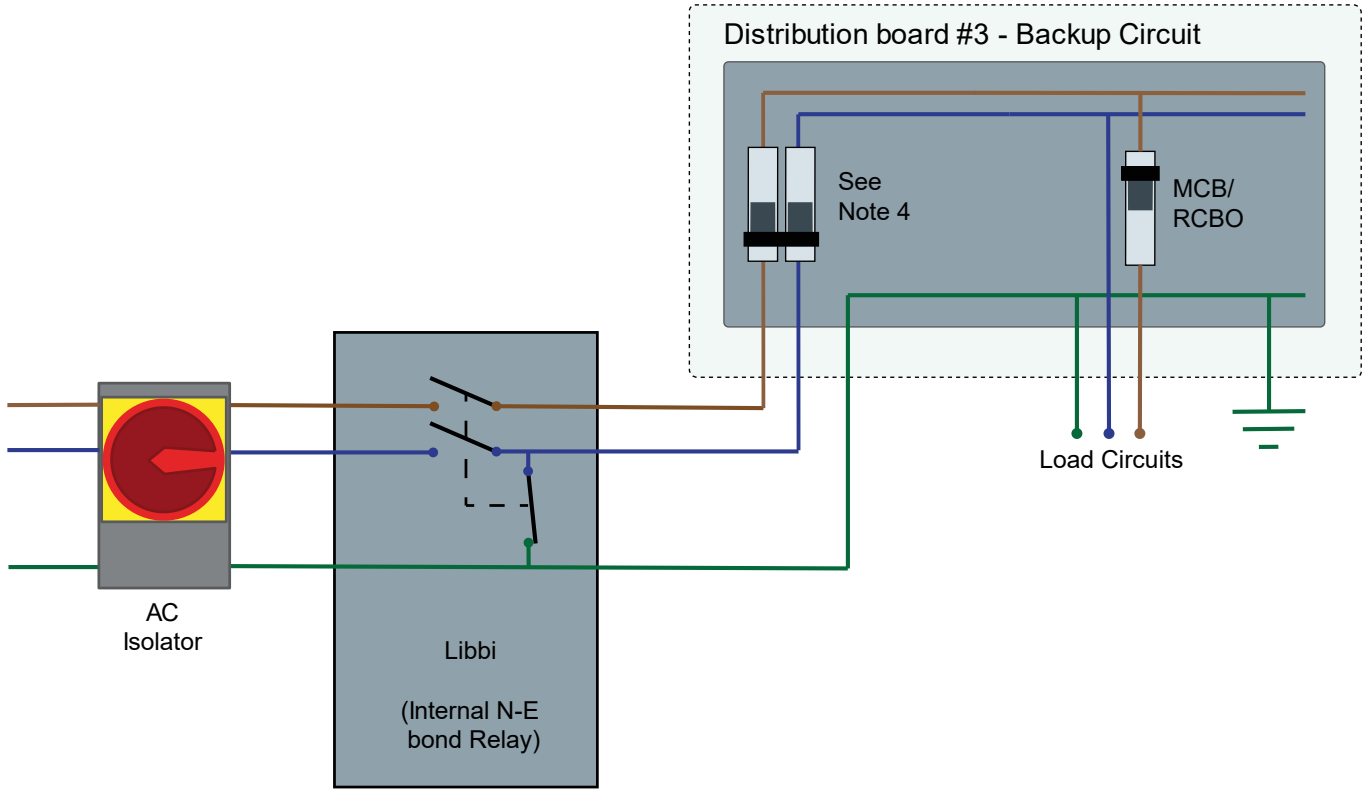 Distribution board #3 - Backup Circuit
See
Note 4
MCB/
RCBO
Load Circuits
AC
Isolator
Libbi
(Internal N-E
bond Relay)